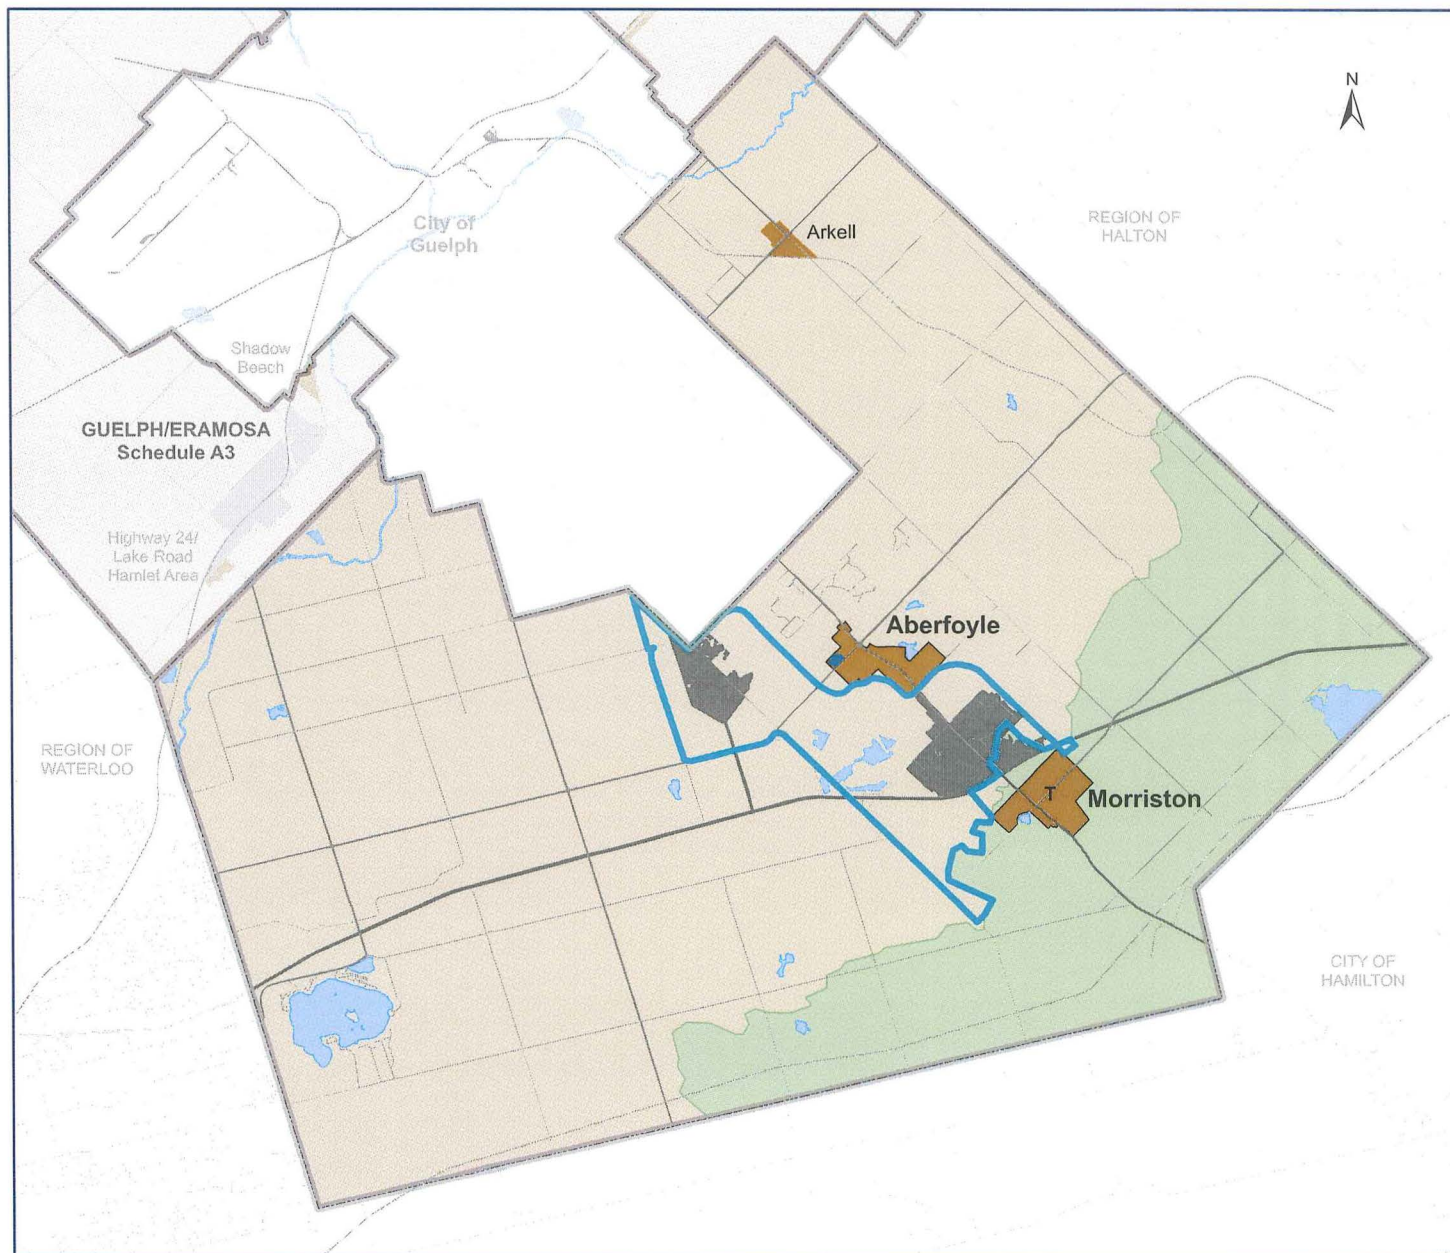 N
REGION OF
HALTON
Arkell
City of
Guelph
Shadow
Beech
GUELPH/ERAMOSA
Schedule A3
Highway 24/
Lake Road
Hamlet Area
Aberfoyle
REGION OF
WATERLOO
T
Morriston
CITY OF
HAMILTON